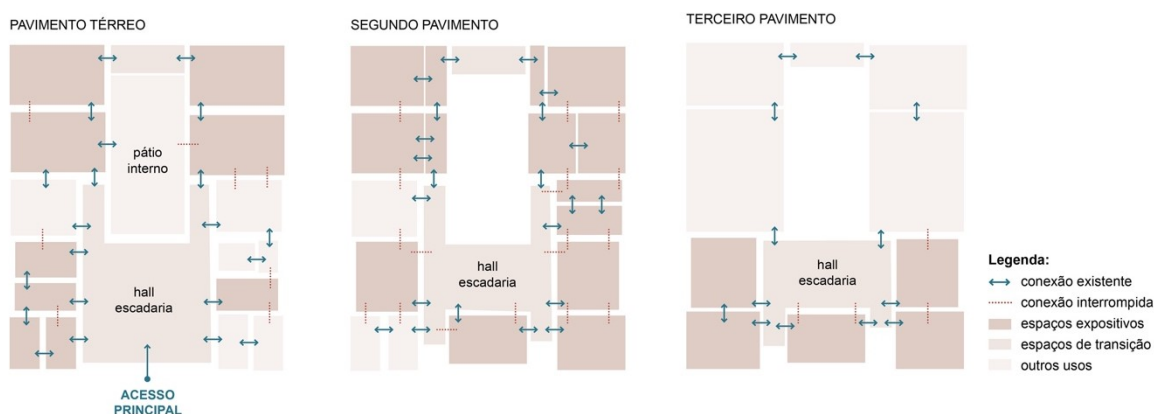 PAVIMENTO TÉRREO
SEGUNDO PAVIMENTO
TERCEIRO PAVIMENTO
pátio
interno
hall
escadaria
hall
escadaria
hall
escadaria
ACESSO
PRINCIPAL
Legenda:
conexão existente
conexão interrompida
espaços expositivos
espaços de transição
outros usos